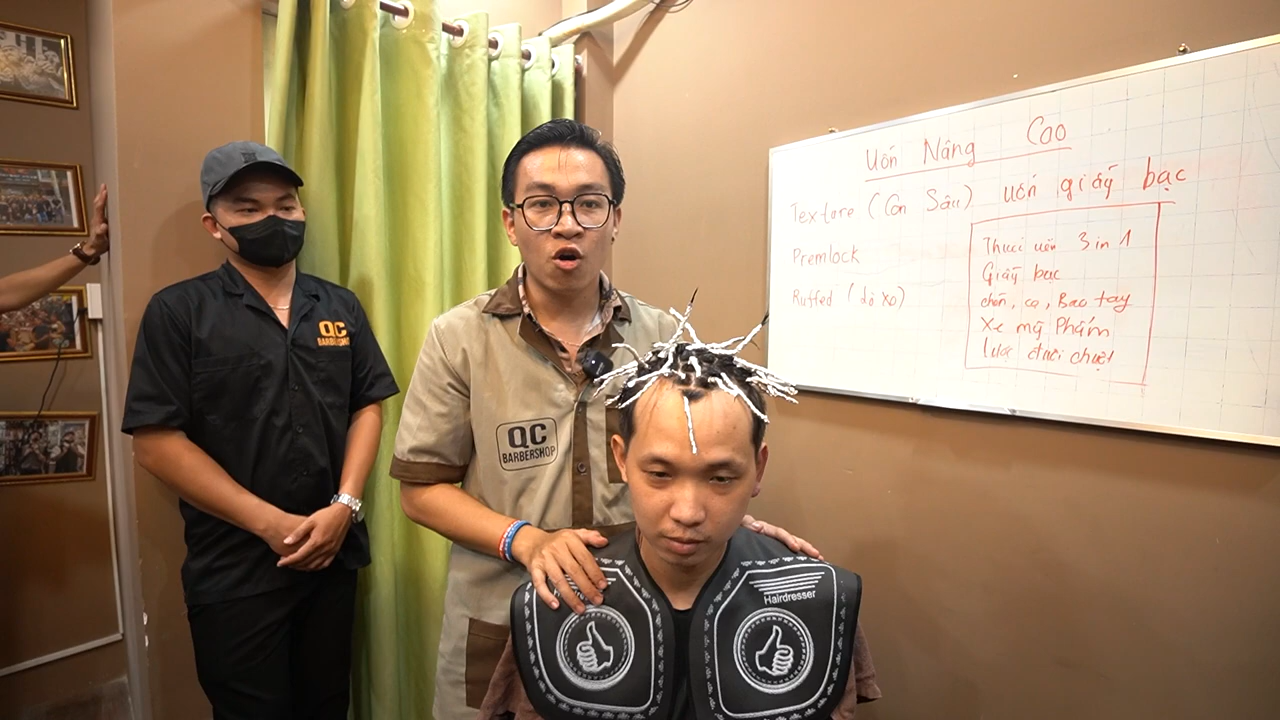 Uốn Nâng Cao
Texture (Con Sâu) uốn giấy bạc
Premlock
Ruffed (lò xo)
Thuốc uốn 3 in 1
Giấy bạc
chén, cọ, Bao tay
Xe mỹ Phẩm
lược đuôi chuột
QC
BARBERSHOP
QC
BARBERSHOP
Hairdresser